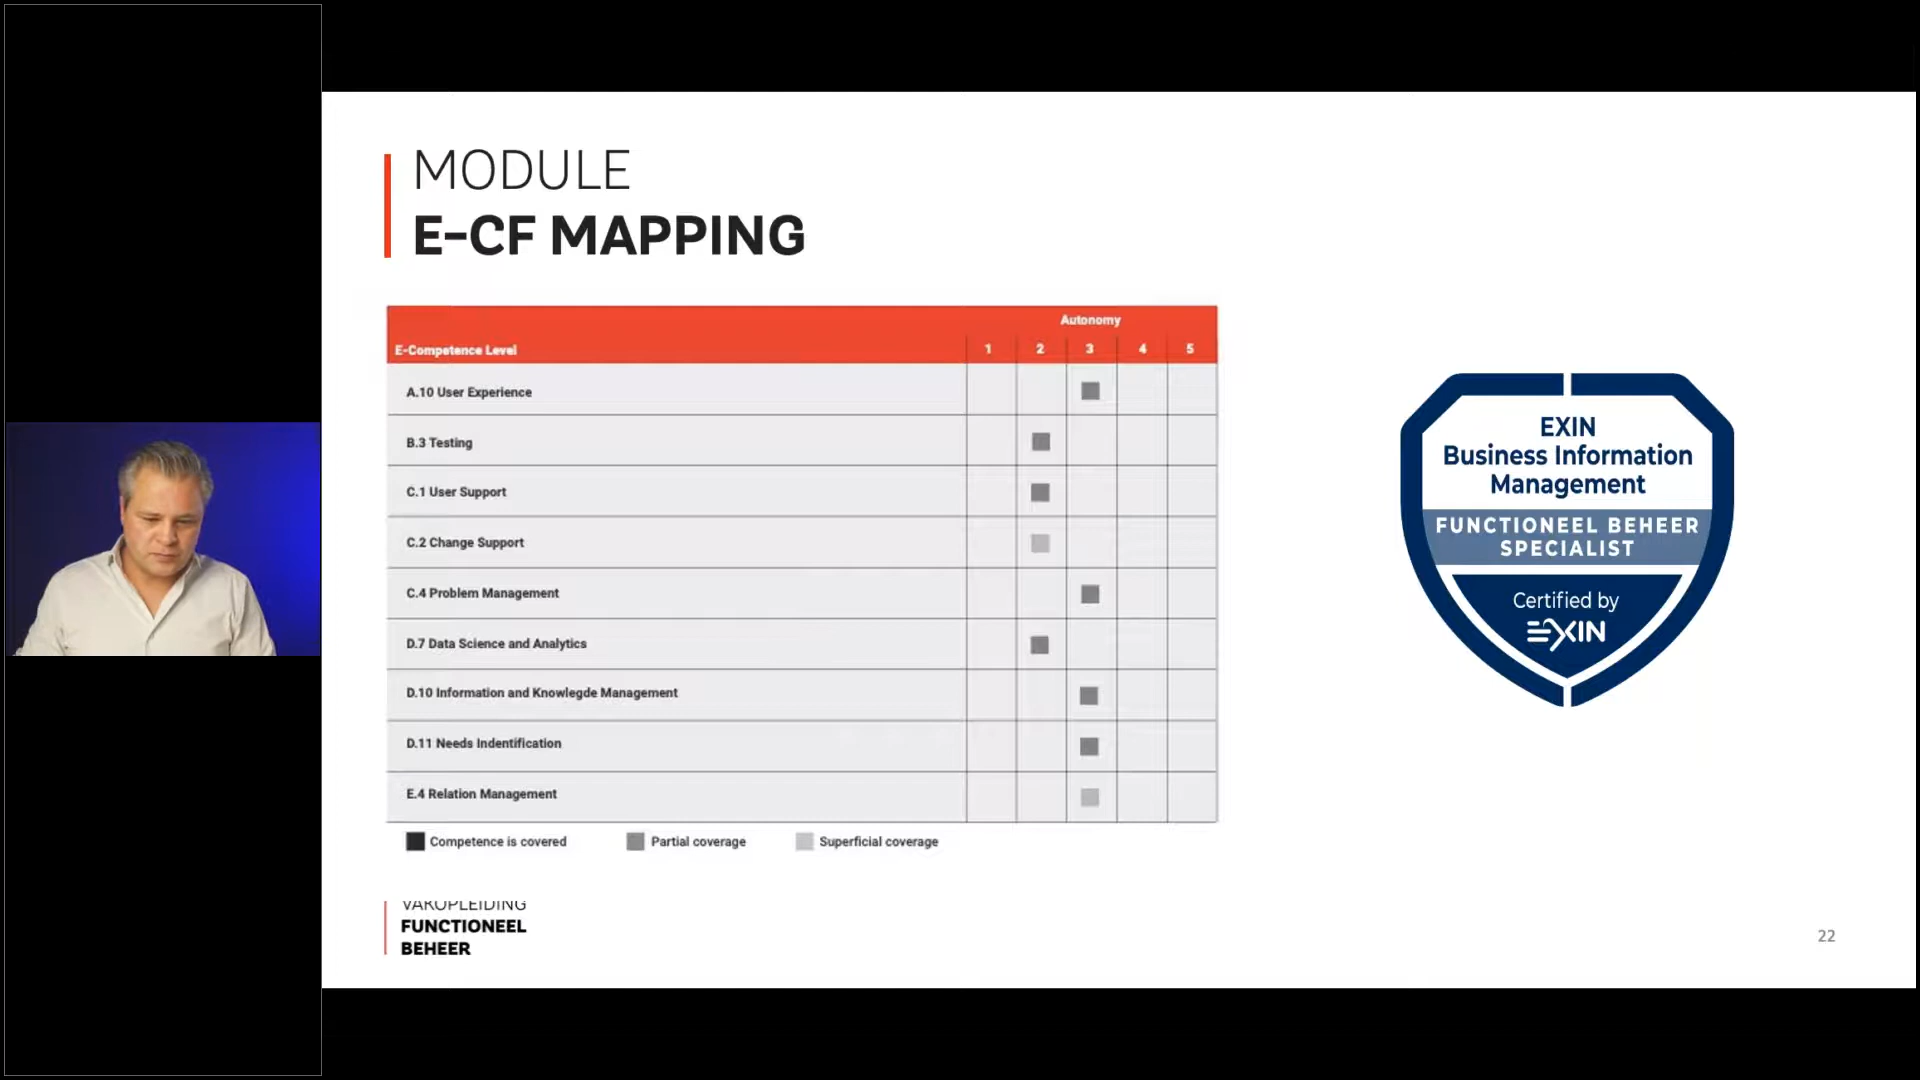 MODULE
E-CF MAPPING
Autonomy
E-Competence Level 1 2 3 4 5
A.10 User Experience
B.3 Testing
C.1 User Support
C.2 Change Support
C.4 Problem Management
D.7 Data Science and Analytics
D.10 Information and Knowlegde Management
D.11 Needs Indentification
E.4 Relation Management
Competence is covered Partial coverage Superficial coverage
EXIN
Business Information
Management
FUNCTIONEEL BEHEER
SPECIALIST
Certified by
EXIN
VAKOPLEIDING
FUNCTIONEEL
BEHEER
22